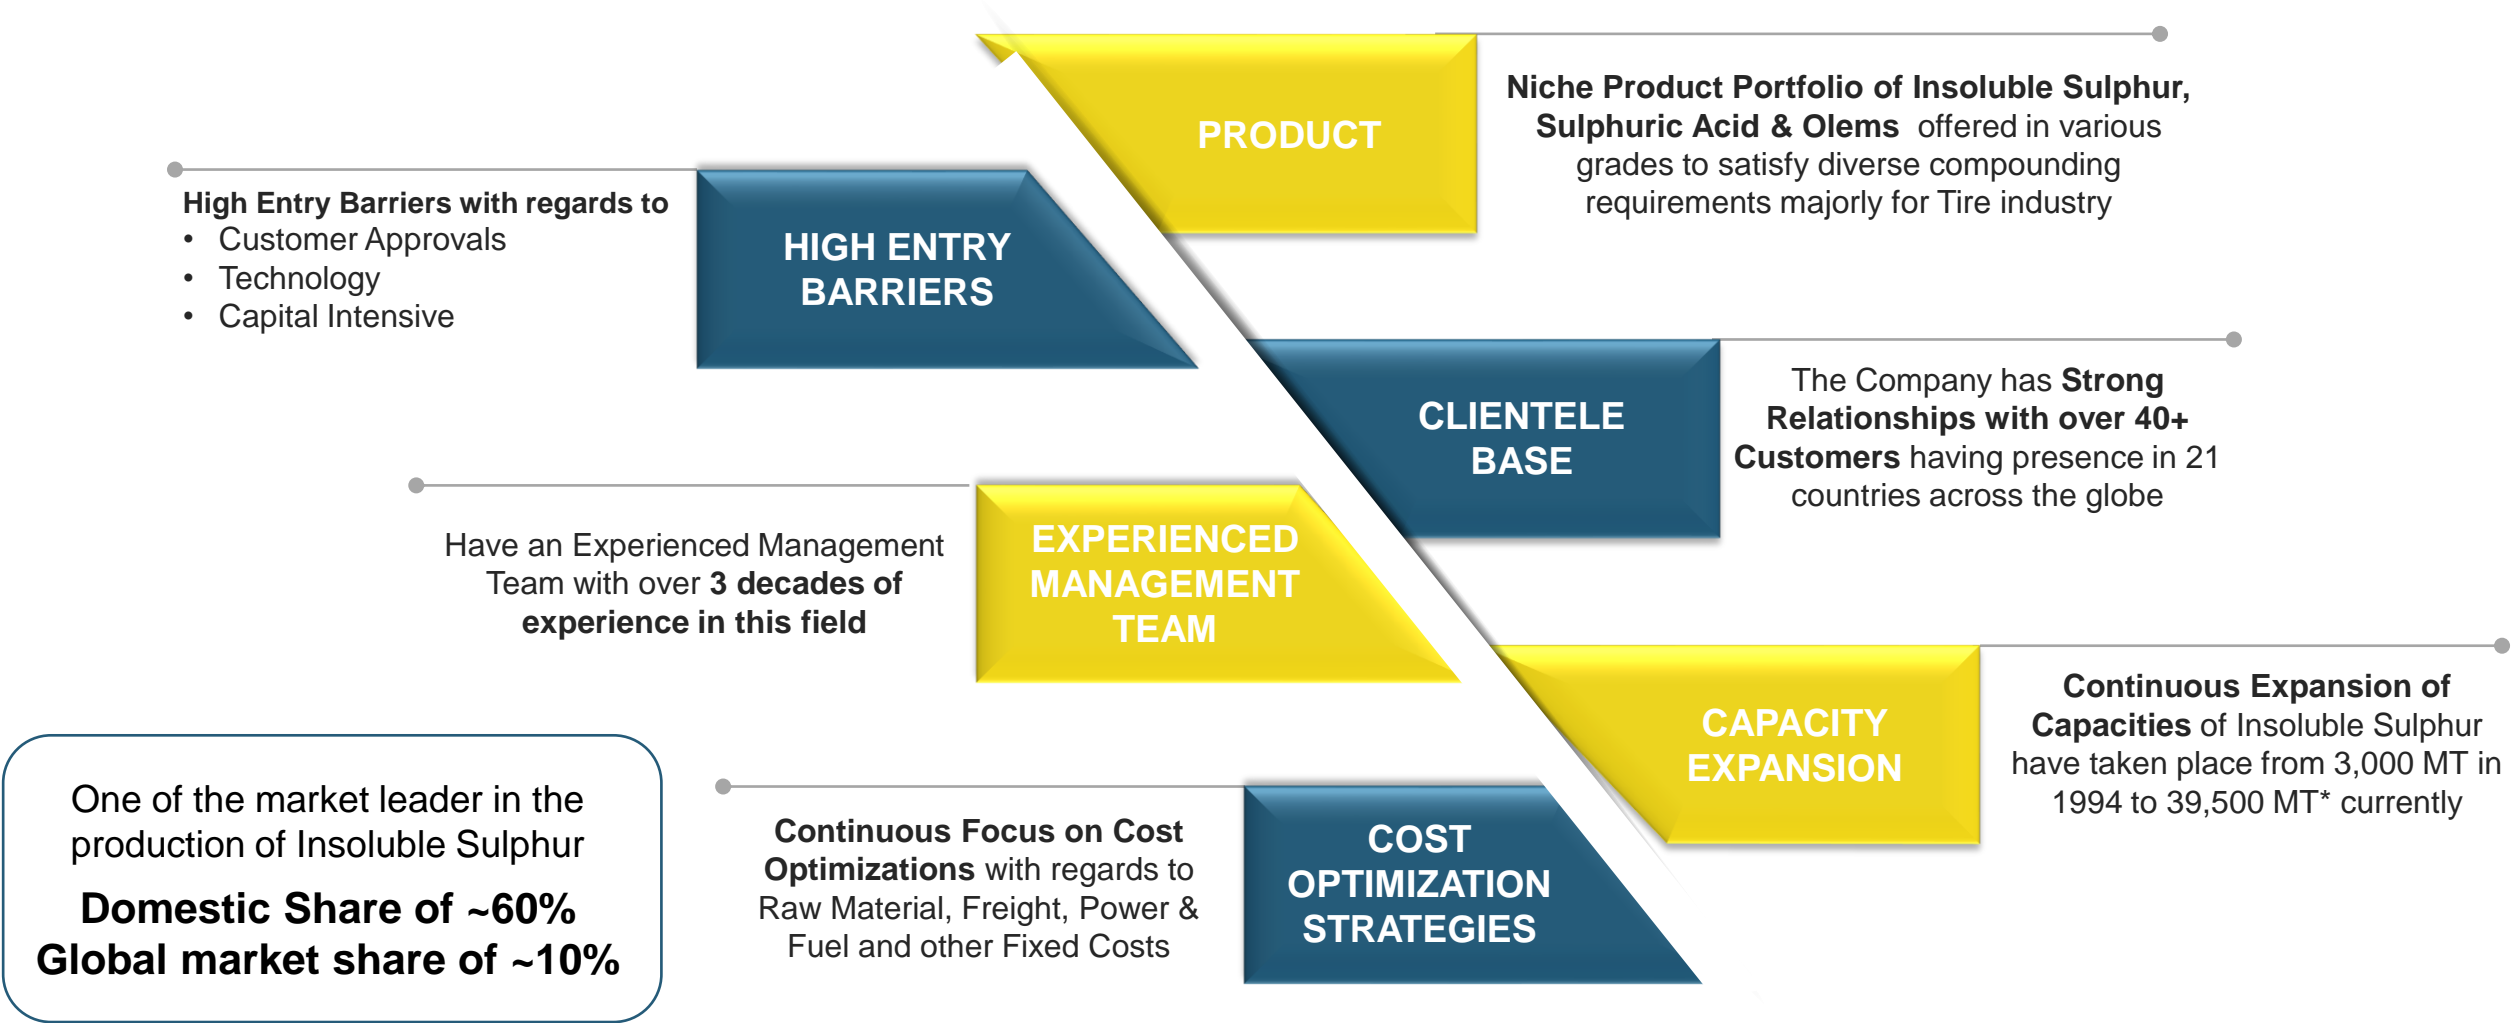 PRODUCT
Niche Product Portfolio of Insoluble Sulphur,
Sulphuric Acid & Olems offered in various
grades to satisfy diverse compounding
requirements majorly for Tire industry
High Entry Barriers with regards to
• Customer Approvals
• Technology
• Capital Intensive
HIGH ENTRY
BARRIERS
CLIENTELE
BASE
The Company has Strong
Relationships with over 40+
Customers having presence in 21
countries across the globe
Have an Experienced Management
Team with over 3 decades of
experience in this field
EXPERIENCED
MANAGEMENT
TEAM
CAPACITY
EXPANSION
Continuous Expansion of
Capacities of Insoluble Sulphur
have taken place from 3,000 MT in
1994 to 39,500 MT* currently
Continuous Focus on Cost
Optimizations with regards to
Raw Material, Freight, Power &
Fuel and other Fixed Costs
COST
OPTIMIZATION
STRATEGIES
One of the market leader in the
production of Insoluble Sulphur
Domestic Share of ~60%
Global market share of ~10%